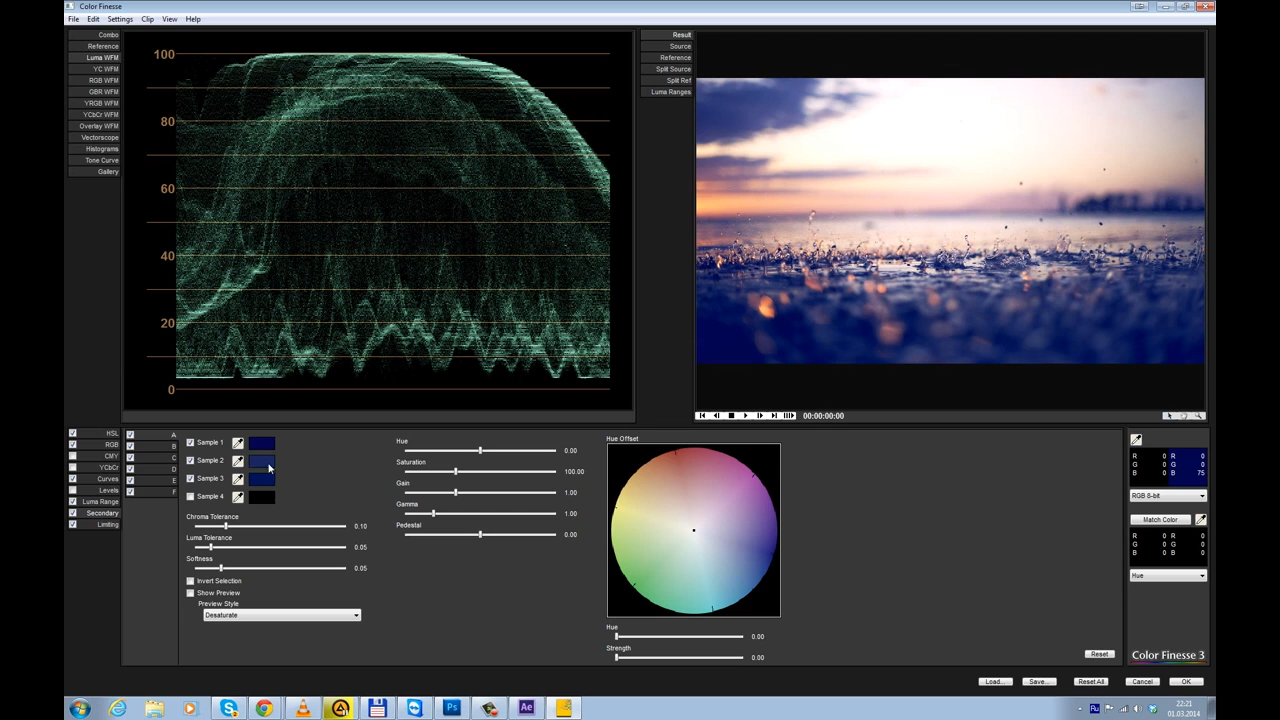 Color Finesse
File Edit Settings Clip View Help
Combo
Reference
Luma WFM
YC WFM
RGB WFM
GBR WFM
YRGB WFM
YCbCr WFM
Overlay WFM
Vectorscope
Histograms
Tone Curve
Gallery
100
80
60
40
20
0
Result
Source
Reference
Split Source
Split Ref
Luma Ranges
00:00:00:00
HSL
RGB
CMY
YCbCr
Curves
Levels
Luma Range
Secondary
Limiting
A
B
C
D
E
F
Sample 1
Sample 2
Sample 3
Sample 4
Chroma Tolerance
0.10
Luma Tolerance
0.05
Softness
0.05
Invert Selection
Show Preview
Preview Style
Desaturate
Hue
0.00
Saturation
100.00
Gain
1.00
Gamma
1.00
Pedestal
0.00
Hue Offset
Hue
0.00
Strength
0.00
Reset
R 0 R 0
G 0 G 0
B 0 B 75
RGB 8-bit
Match Color
R 0 R 0
G 0 G 0
B 0 B 0
Hue
Color Finesse 3
Load... Save... Reset All Cancel OK
Ps Ae Ru 22:21
01.03.2014